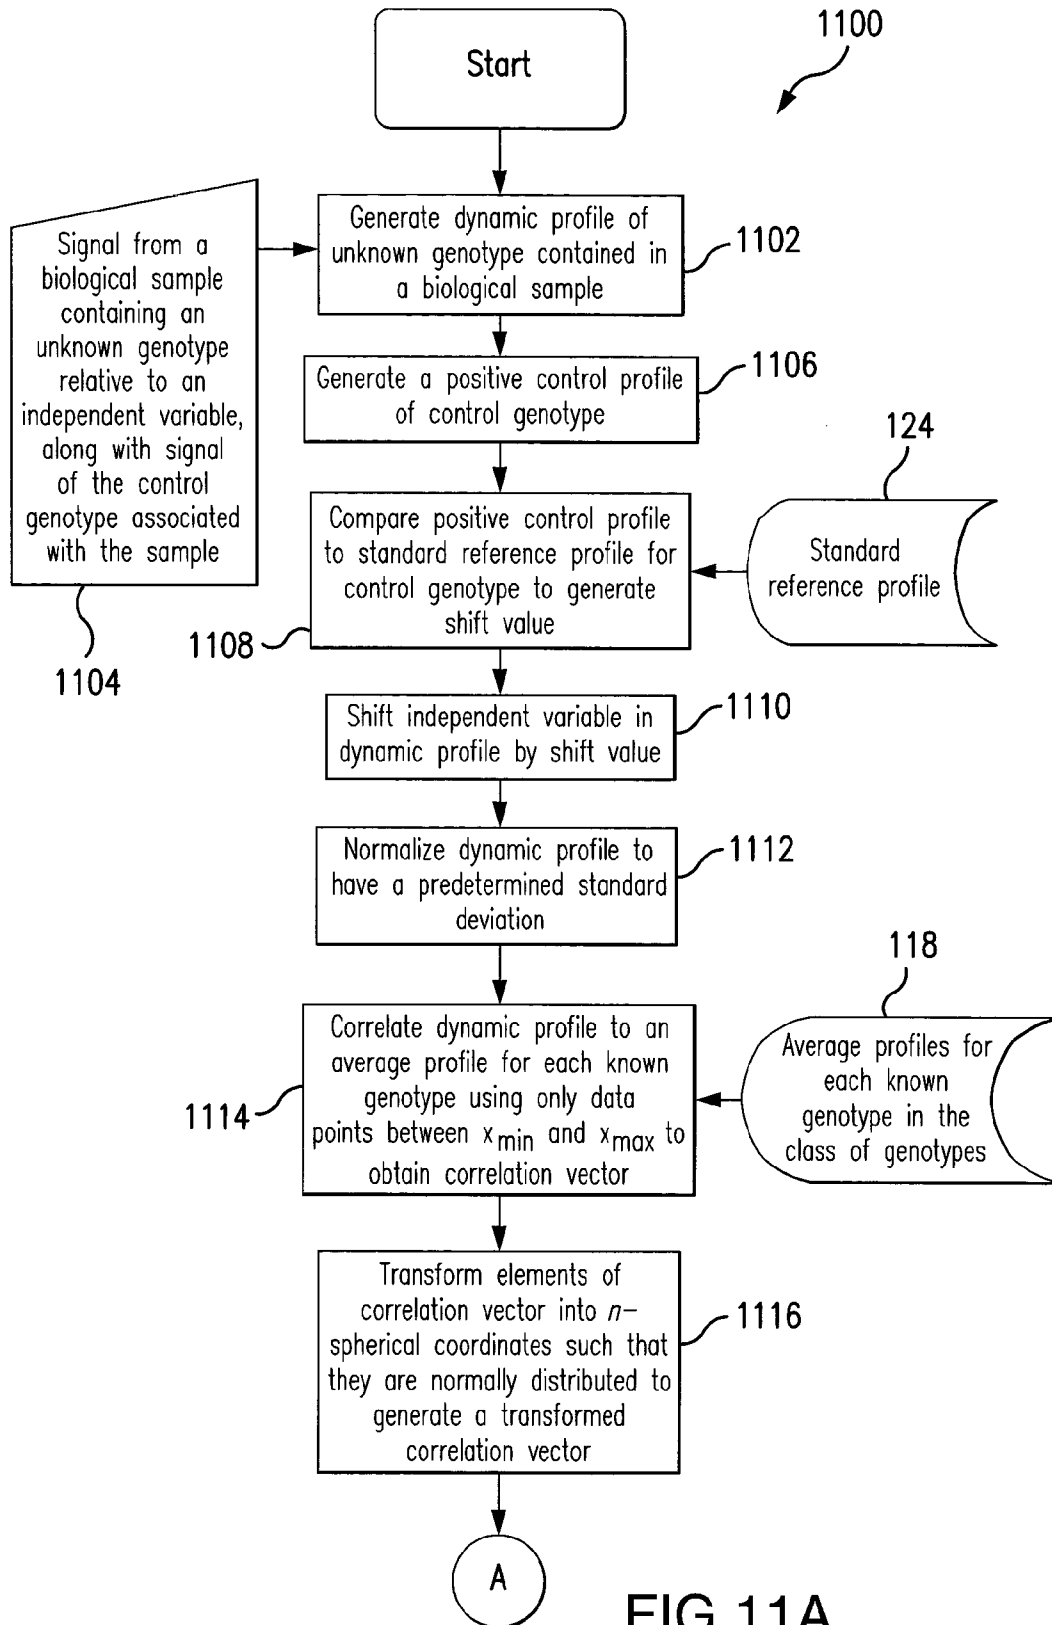 1100
Start
Signal from a
biological sample
containing an
unknown genotype
relative to an
independent variable,
along with signal
of the control
genotype associated
with the sample
1104
Generate dynamic profile of
unknown genotype contained in
a biological sample
1102
Generate a positive control profile
of control genotype
1106
Compare positive control profile
to standard reference profile for
control genotype to generate
shift value
1108
124
Standard
reference profile
Shift independent variable in
dynamic profile by shift value
1110
Normalize dynamic profile to
have a predetermined standard
deviation
1112
Correlate dynamic profile to an
average profile for each known
genotype using only data
points between xmin and xmax to
obtain correlation vector
1114
118
Average profiles for
each known
genotype in the
class of genotypes
Transform elements of
correlation vector into n-
spherical coordinates such that
they are normally distributed to
generate a transformed
correlation vector
1116
A
FIG.11A